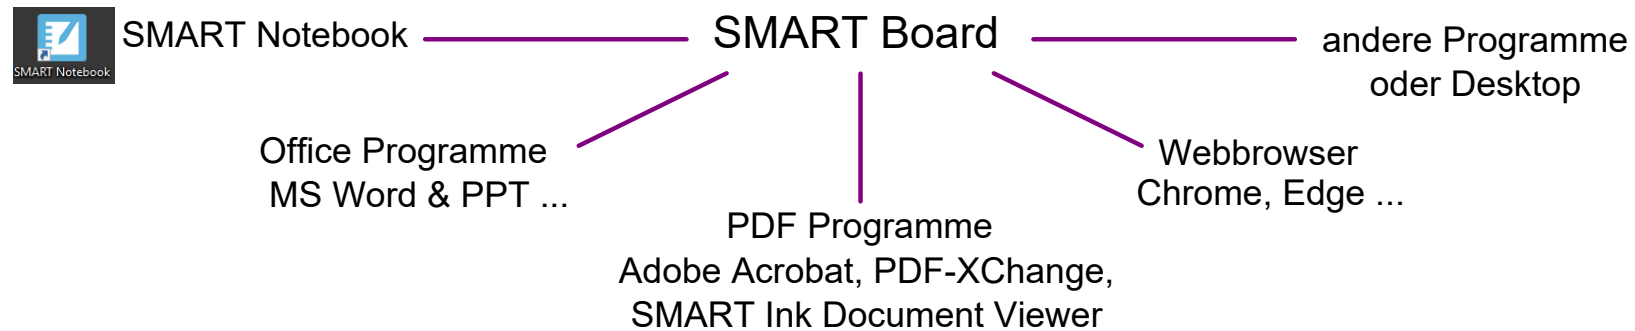 SMART Notebook
SMART Notebook
SMART Board
andere Programme
oder Desktop
Office Programme
MS Word & PPT ...
PDF Programme
Adobe Acrobat, PDF-XChange,
SMART Ink Document Viewer
Webbrowser
Chrome, Edge ...